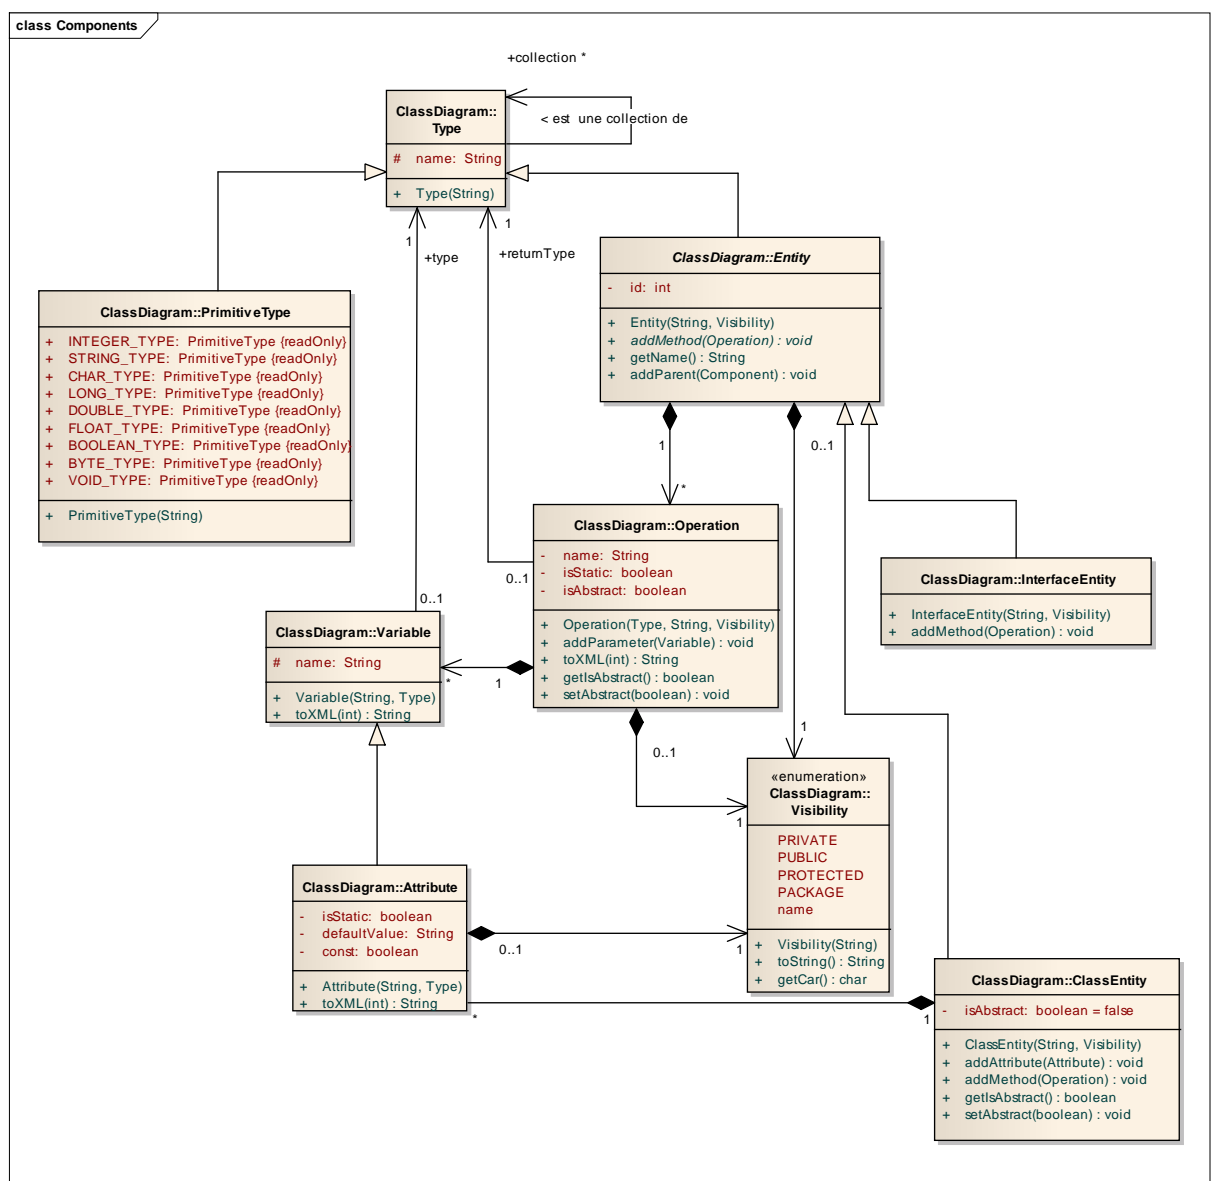 class Components
+collection *
ClassDiagram::
Type
< est  une collection de
# name: String
+ Type(String)
1
1
+type
+returnType
ClassDiagram::Entity
- id: int
+ Entity(String, Visibility)
+ addMethod(Operation) : void
+ getName() : String
+ addParent(Component) : void
ClassDiagram::PrimitiveType
+ INTEGER_TYPE: PrimitiveType {readOnly}
+ STRING_TYPE: PrimitiveType {readOnly}
+ CHAR_TYPE: PrimitiveType {readOnly}
+ LONG_TYPE: PrimitiveType {readOnly}
+ DOUBLE_TYPE: PrimitiveType {readOnly}
+ FLOAT_TYPE: PrimitiveType {readOnly}
+ BOOLEAN_TYPE: PrimitiveType {readOnly}
+ BYTE_TYPE: PrimitiveType {readOnly}
+ VOID_TYPE: PrimitiveType {readOnly}
+ PrimitiveType(String)
1
0..1
*
ClassDiagram::Operation
- name: String
- isStatic: boolean
- isAbstract: boolean
+ Operation(Type, String, Visibility)
+ addParameter(Variable) : void
+ toXML(int) : String
+ getIsAbstract() : boolean
+ setAbstract(boolean) : void
0..1
ClassDiagram::InterfaceEntity
+ InterfaceEntity(String, Visibility)
+ addMethod(Operation) : void
0..1
ClassDiagram::Variable
# name: String
+ Variable(String, Type)
+ toXML(int) : String
*
1
0..1
1
«enumeration»
ClassDiagram::
Visibility
PRIVATE
PUBLIC
PROTECTED
PACKAGE
name
+ Visibility(String)
+ toString() : String
+ getCar() : char
1
ClassDiagram::Attribute
- isStatic: boolean
- defaultValue: String
- const: boolean
+ Attribute(String, Type)
+ toXML(int) : String
0..1
1
*
1
ClassDiagram::ClassEntity
- isAbstract: boolean = false
+ ClassEntity(String, Visibility)
+ addAttribute(Attribute) : void
+ addMethod(Operation) : void
+ getIsAbstract() : boolean
+ setAbstract(boolean) : void